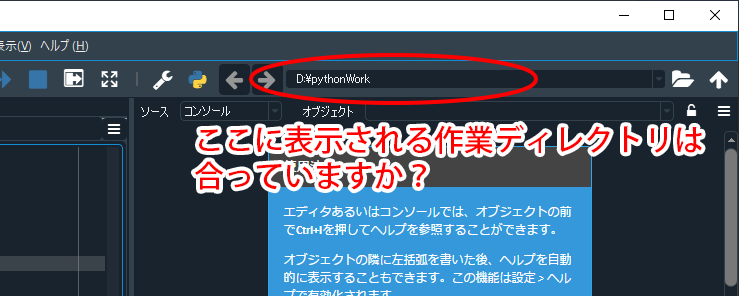 表示(V) ヘルプ (H)
D:¥pythonWork
ソース コンソール オブジェクト
ここに表示される作業ディレクトリは
合っていますか？
エディタあるいはコンソールでは、オブジェクトの前
でCtrl+Iを押してヘルプを参照することができます。
オブジェクトの隣に左括弧を書いた後、ヘルプを自動
的に表示することもできます。この機能は設定 > ヘル
プで有効化されます。